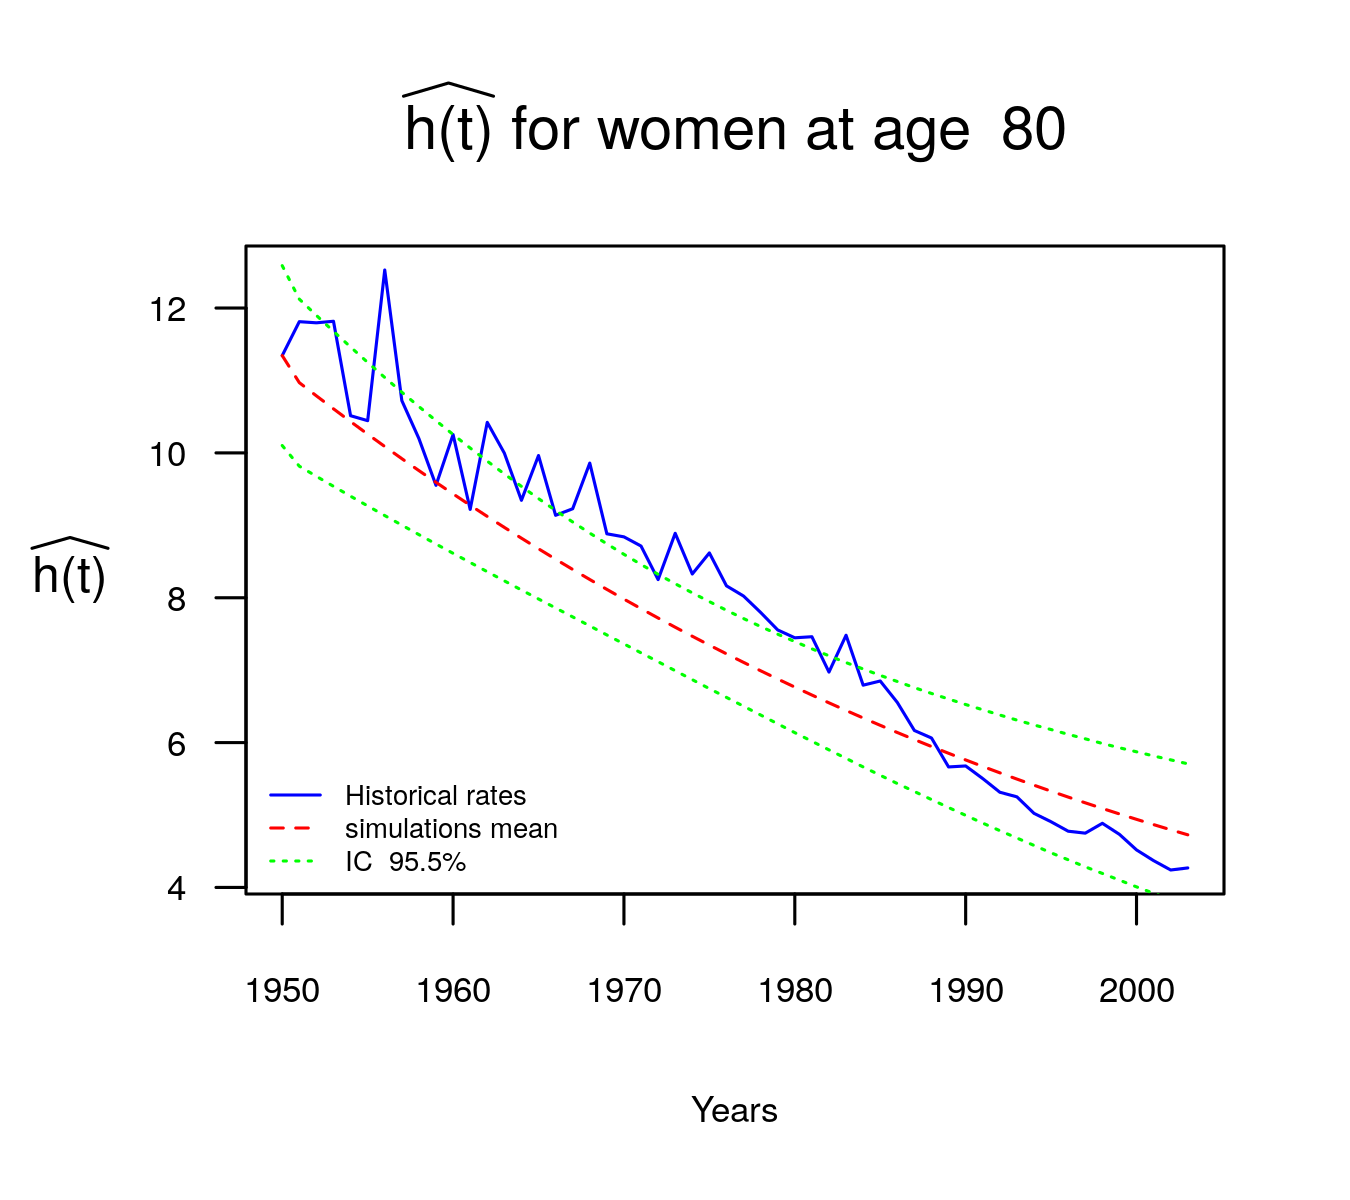 h(t) for women at age 80
h(t)
12
10
8
6
4
Historical rates
simulations mean
IC 95.5%
1950 1960 1970 1980 1990 2000
Years